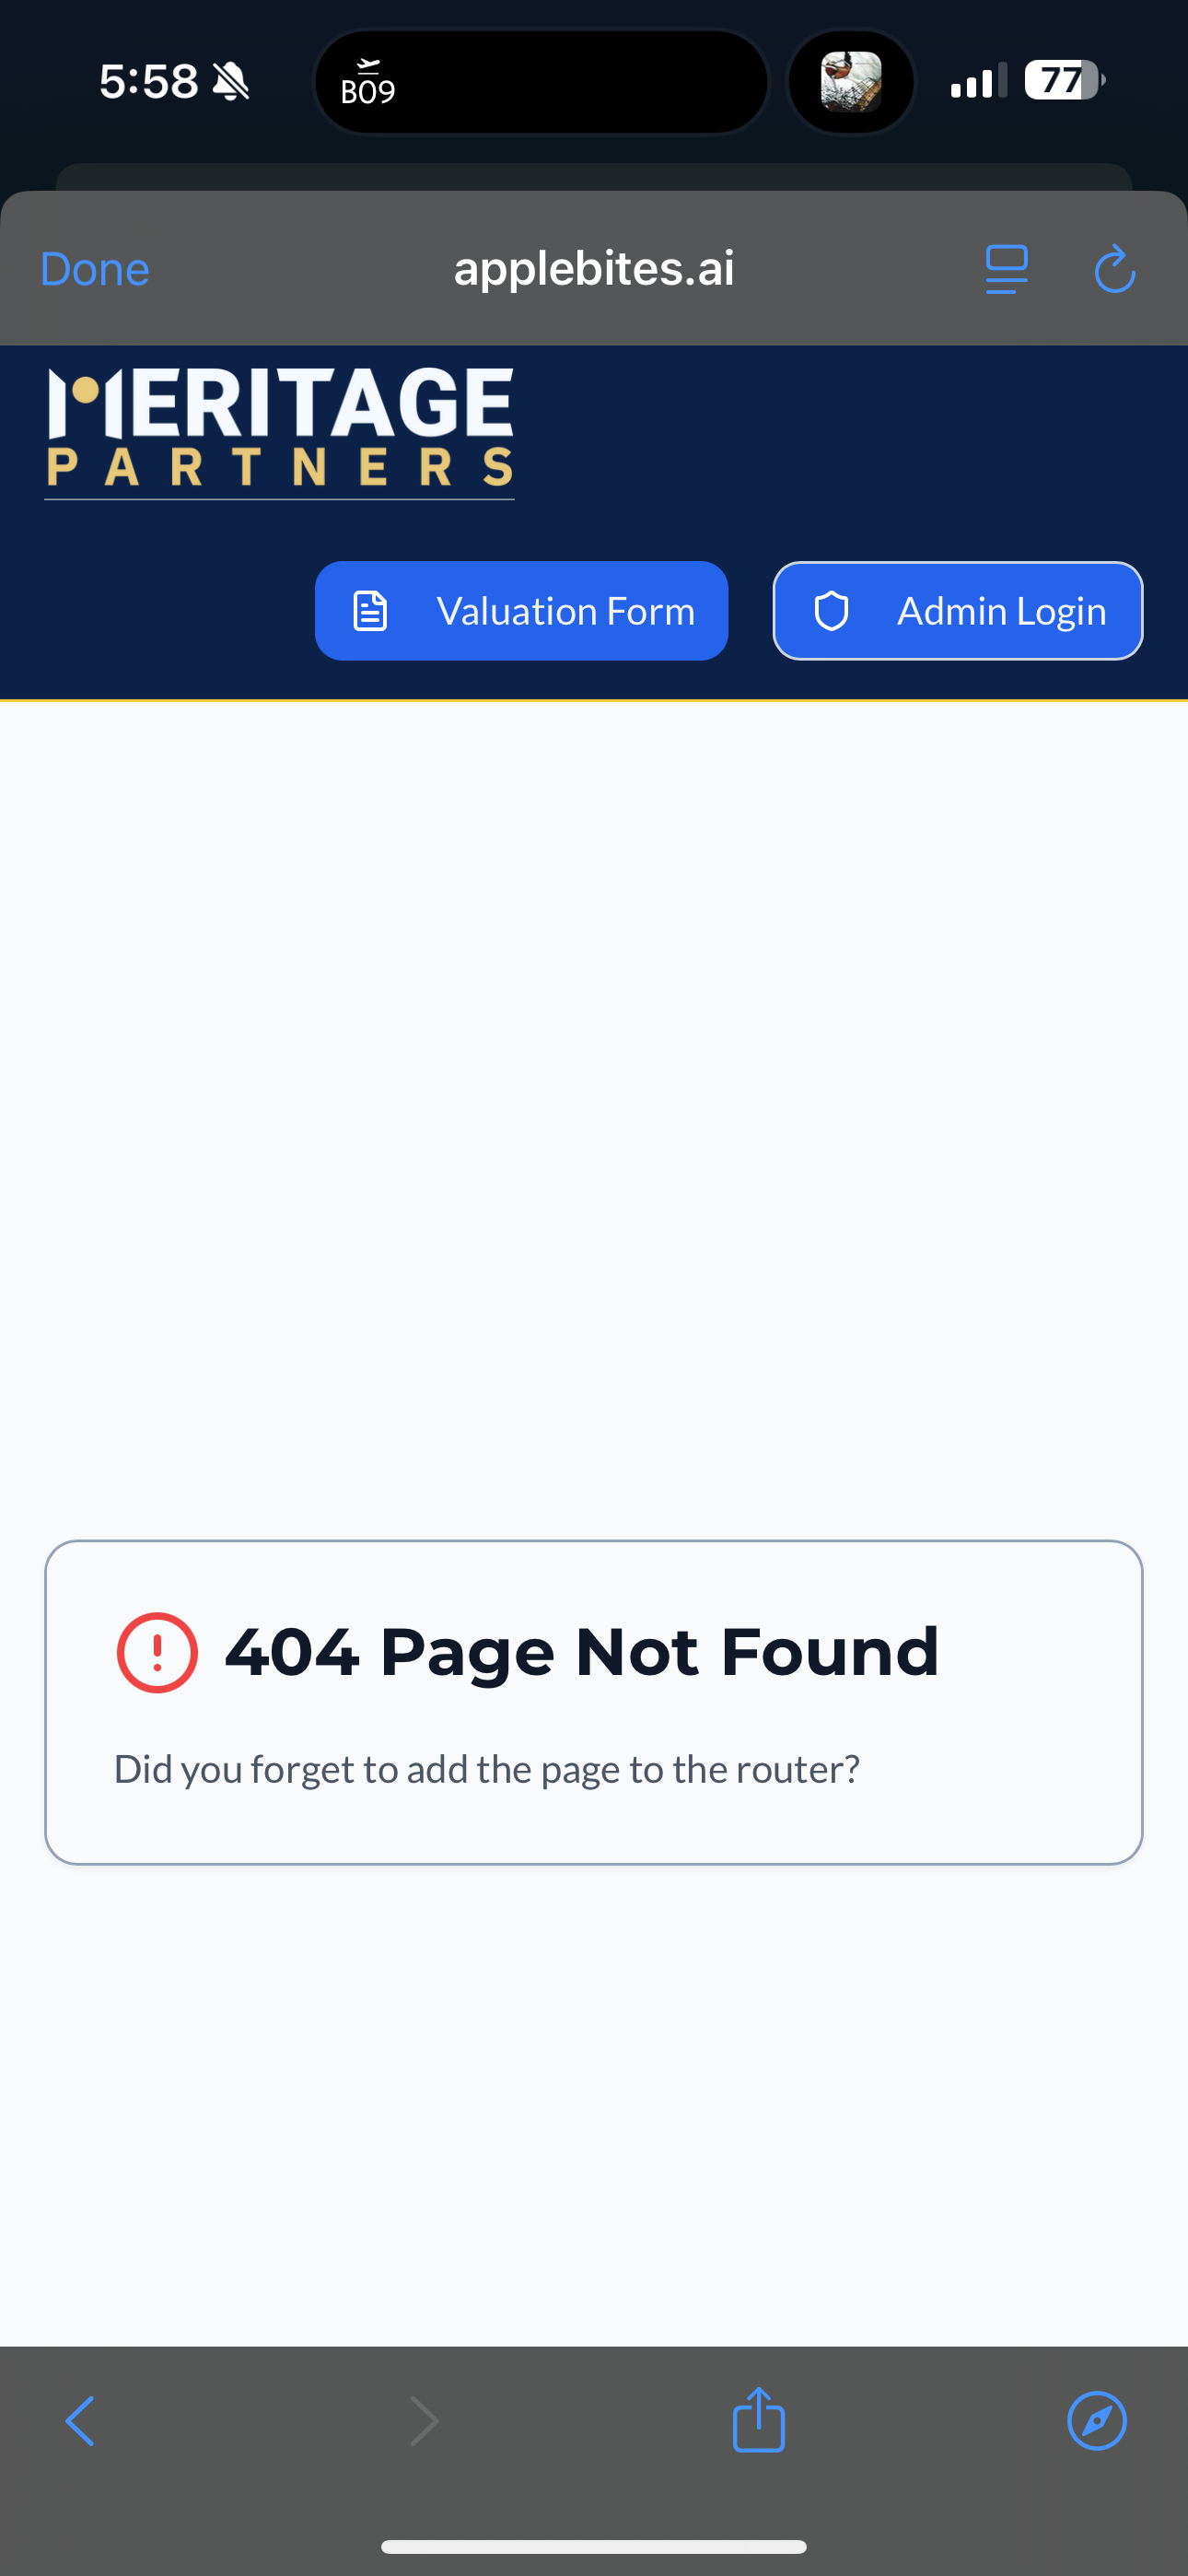 5:58
B09
77
Done
applebites.ai
MERITAGE
PARTNERS
Valuation Form
Admin Login
404 Page Not Found
Did you forget to add the page to the router?